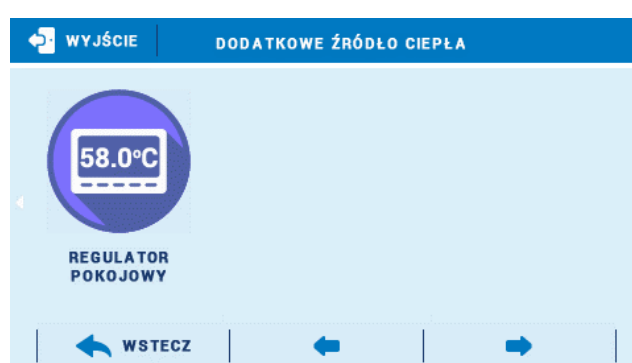 WYJŚCIE
DODATKOWE ŹRÓDŁO CIEPŁA
58.0°C
REGULATOR
POKOJOWY
WSTECZ